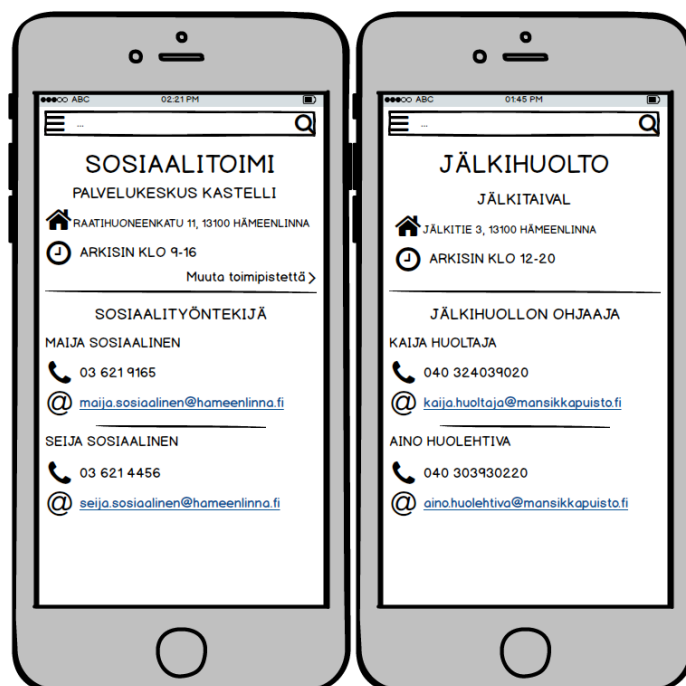 ABC 02:21 PM
...
SOSIAALITOIMI
PALVELUKESKUS KASTELLI
RAATIHUONEENKATU 11, 13100 HÄMEENLINNA
ARKISIN KLO 9-16
Muuta toimipistettä >
SOSIAALITYÖNTEKIJÄ
MAIJA SOSIAALINEN
03 621 9165
@ maija.sosiaalinen@hameenlinna.fi
SEIJA SOSIAALINEN
03 621 4456
@ seija.sosiaalinen@hameenlinna.fi
ABC 01:45 PM
...
JÄLKIHUOLTO
JÄLKITAIVAL
JÄLKITIE 3, 13100 HÄMEENLINNA
ARKISIN KLO 12-20
JÄLKIHUOLLON OHJAAJA
KAIJA HUOLTAJA
040 324039020
@ kaija.huoltaja@mansikkapuisto.fi
AINO HUOLEHTIVA
040 303930220
@ aino.huolehtiva@mansikkapuisto.fi